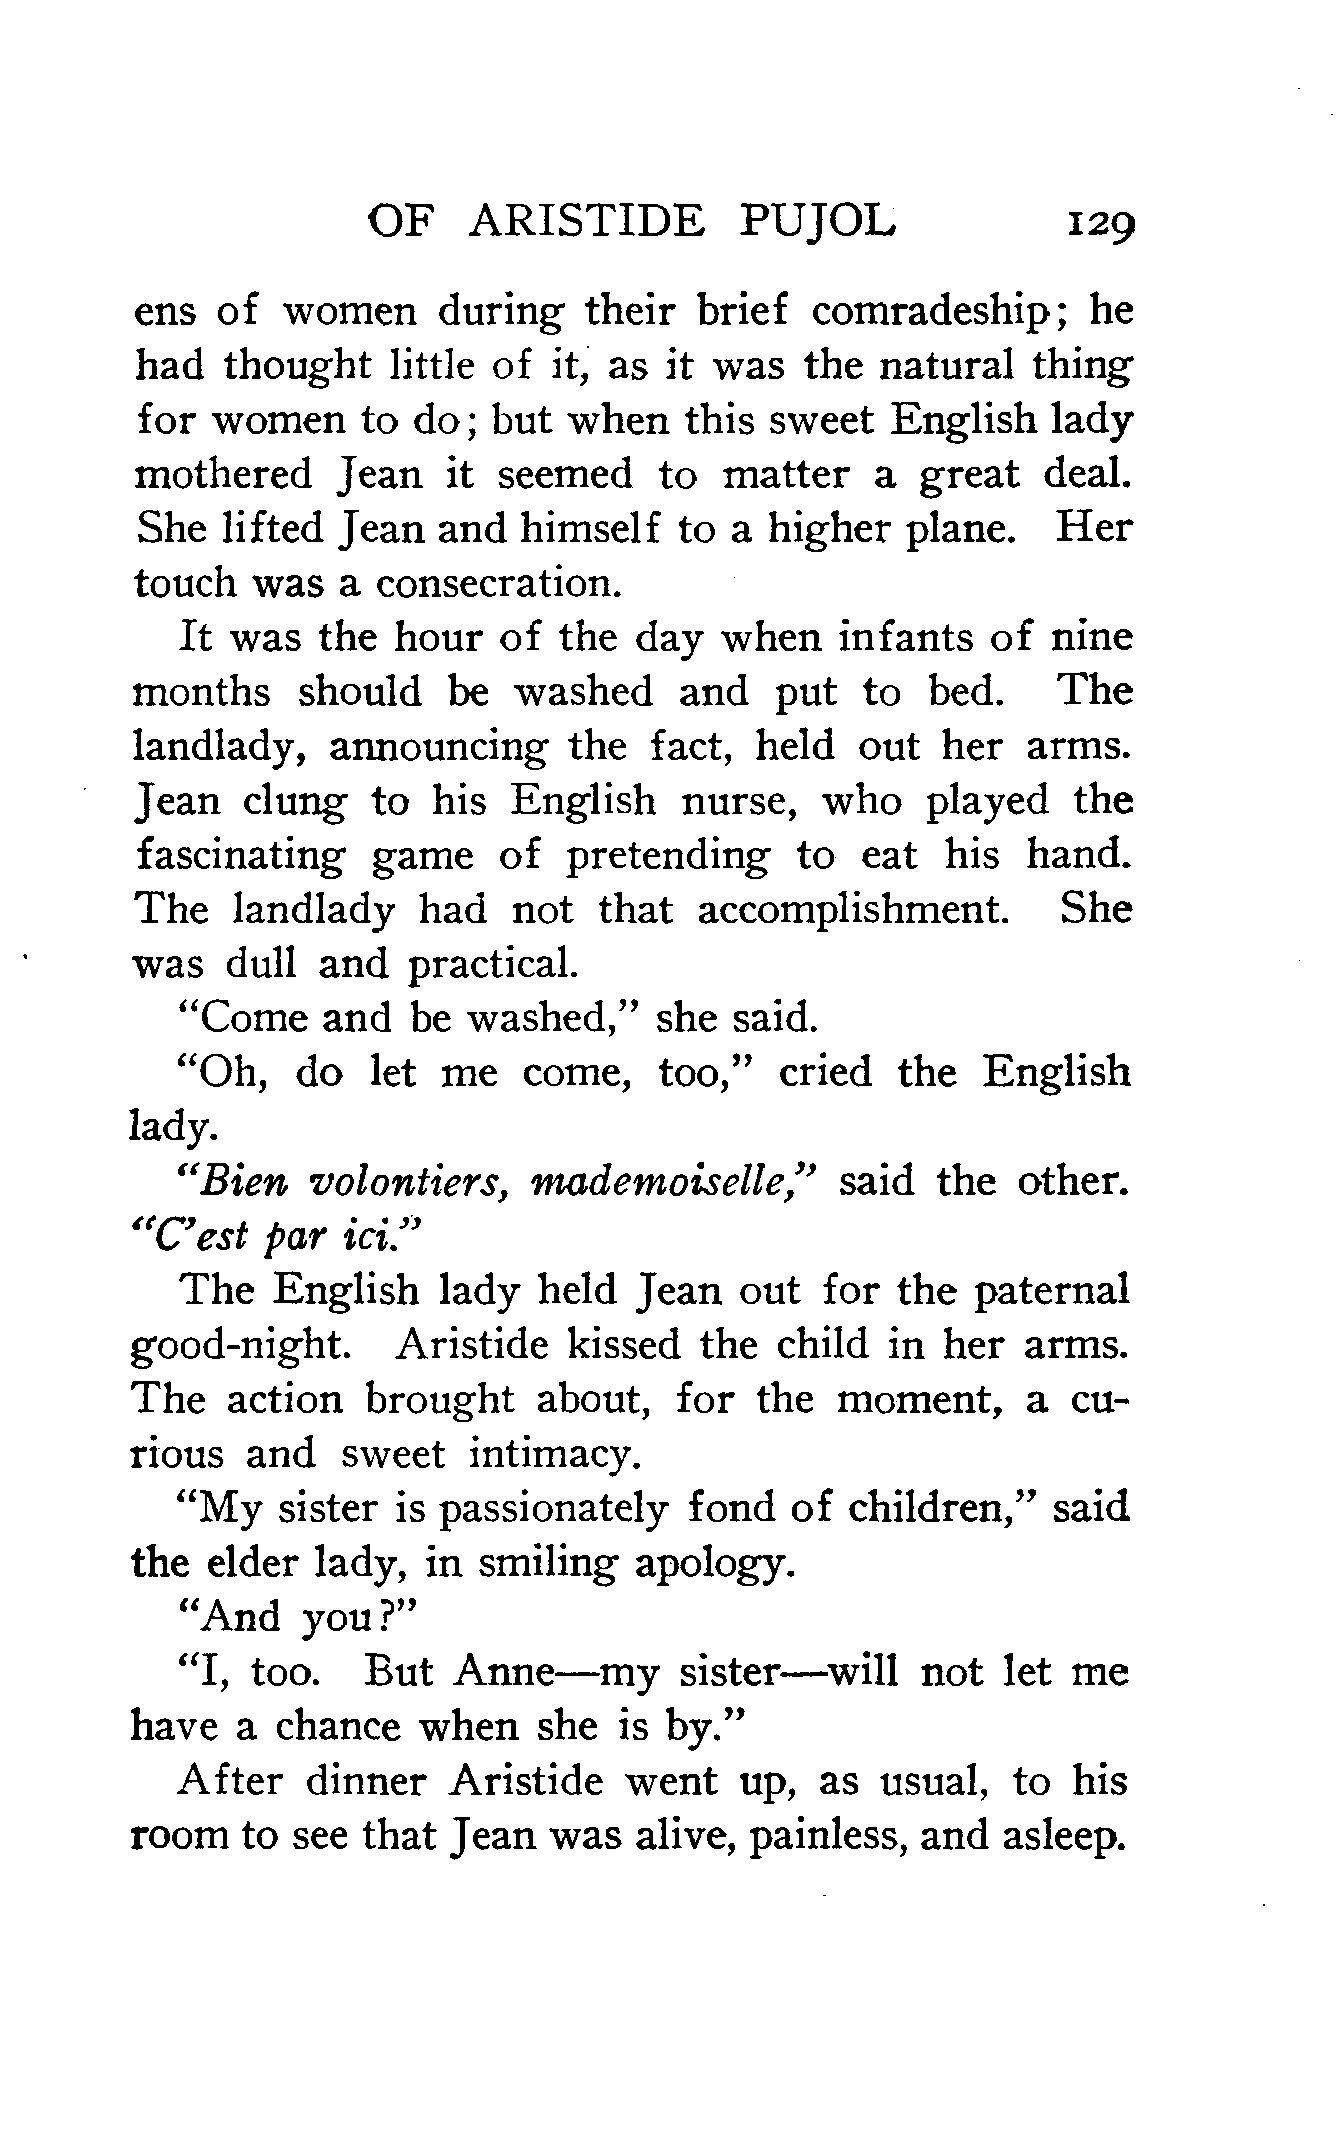 OF ARISTIDE PUJOL 129
ens of women during their brief comradeship; he
had thought little of it, as it was the natural thing
for women to do; but when this sweet English lady
mothered Jean it seemed to matter a great deal.
She lifted Jean and himself to a higher plane. Her
touch was a consecration.
It was the hour of the day when infants of nine
months should be washed and put to bed. The
landlady, announcing the fact, held out her arms.
Jean clung to his English nurse, who played the
fascinating game of pretending to eat his hand.
The landlady had not that accomplishment. She
was dull and practical.
“Come and be washed,” she said.
“Oh, do let me come, too,” cried the English
lady.
“Bien volontiers, mademoiselle,” said the other.
“C’est par ici.”
The English lady held Jean out for the paternal
good-night. Aristide kissed the child in her arms.
The action brought about, for the moment, a cu-
rious and sweet intimacy.
“My sister is passionately fond of children,” said
the elder lady, in smiling apology.
“And you?”
“I, too. But Anne—my sister—will not let me
have a chance when she is by.”
After dinner Aristide went up, as usual, to his
room to see that Jean was alive, painless, and asleep.